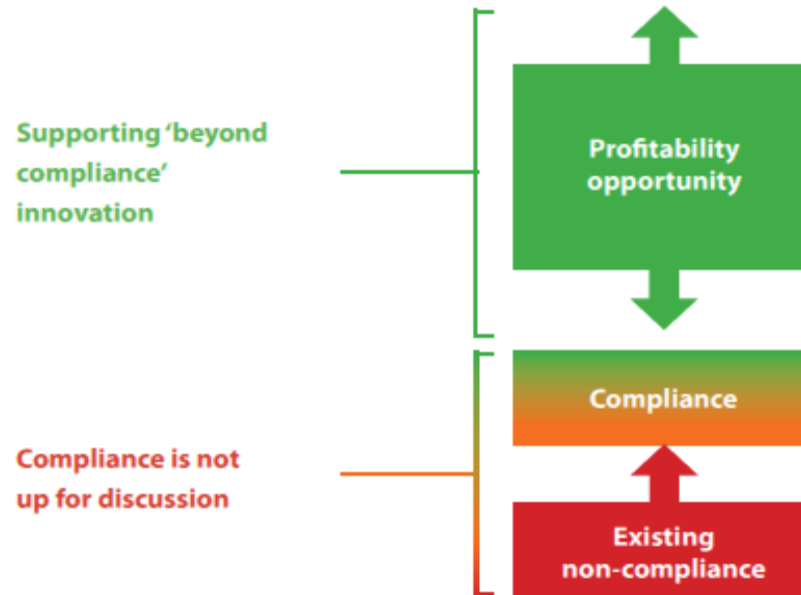 Supporting ‘beyond
compliance’
innovation
Profitability
opportunity
Compliance
Compliance is not
up for discussion
Existing
non-compliance